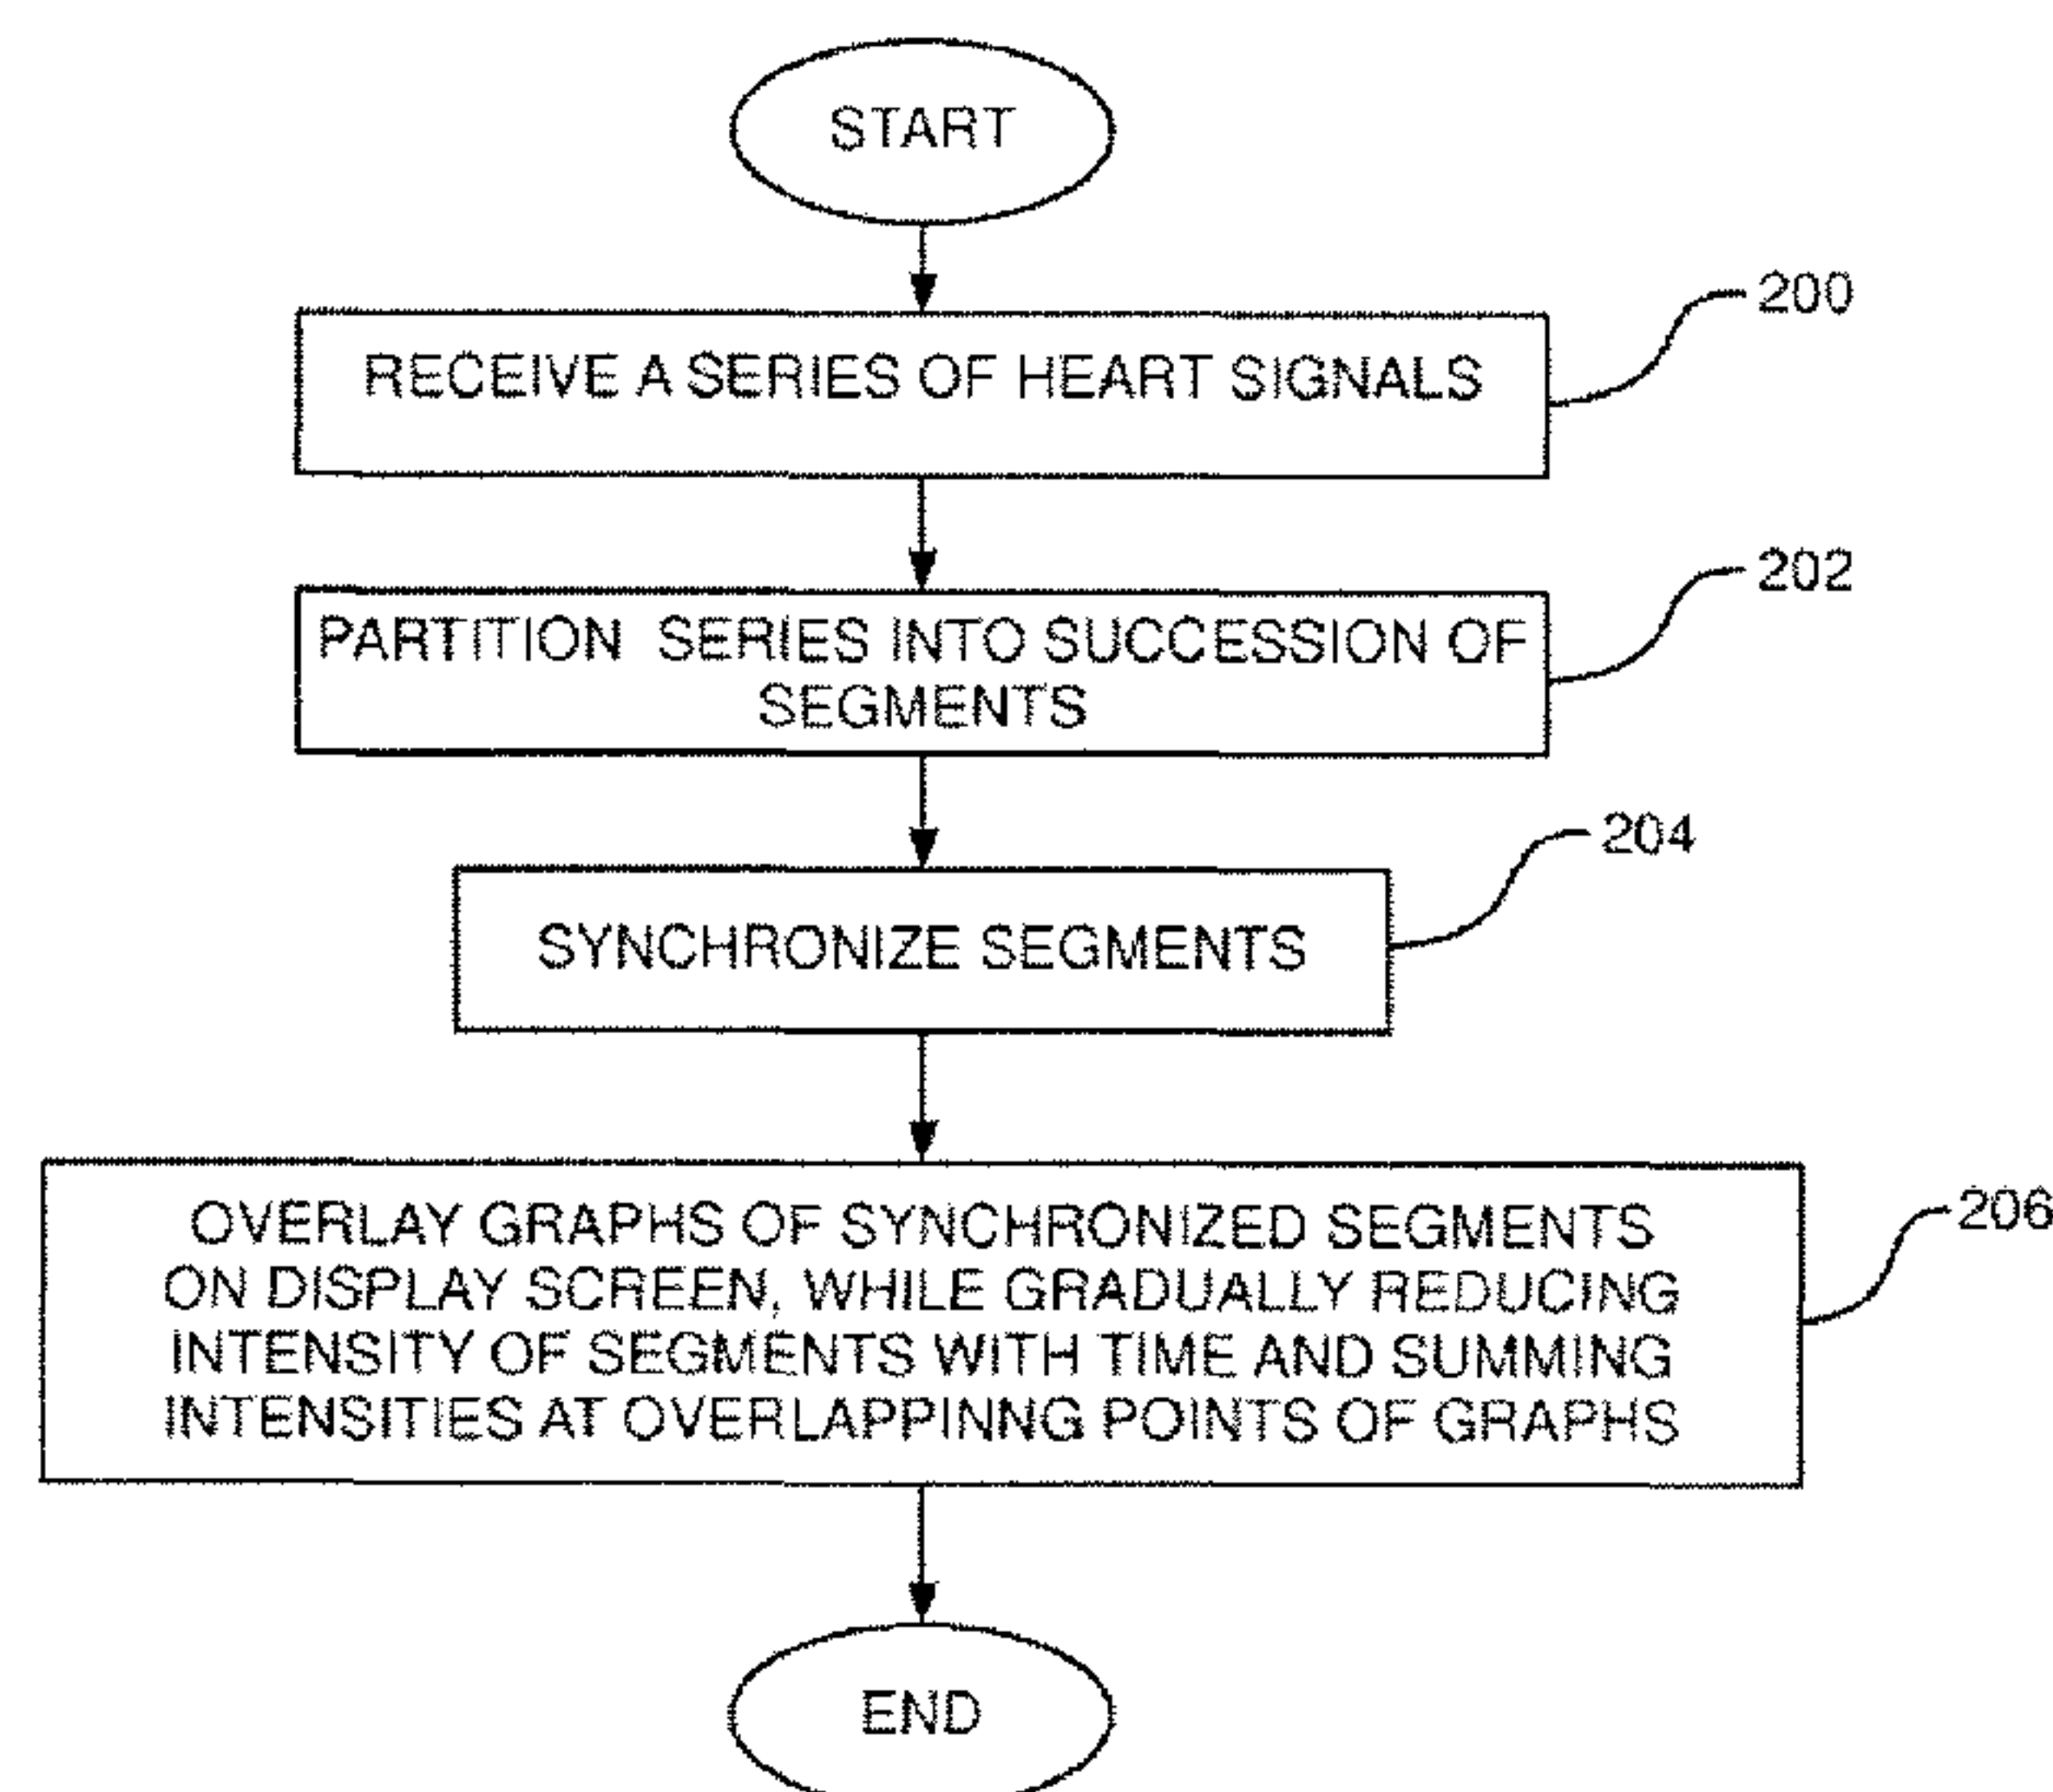 START
200
RECEIVE A SERIES OF HEART SIGNALS
202
PARTITION SERIES INTO SUCCESSION OF
SEGMENTS
204
SYNCHRONIZE SEGMENTS
206
OVERLAY GRAPHS OF SYNCHRONIZED SEGMENTS
ON DISPLAY SCREEN, WHILE GRADUALLY REDUCING
INTENSITY OF SEGMENTS WITH TIME AND SUMMING
INTENSITIES AT OVERLAPPINNG POINTS OF GRAPHS
END